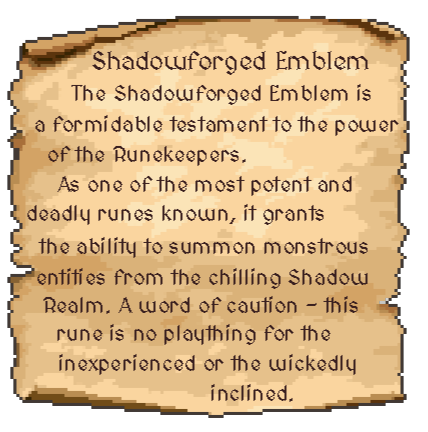 Shadowforged Emblem
The Shadowforged Emblem is
a formidable testament to the power
of the Runekeepers.
As one of the most potent and
deadly runes known, it grants
the ability to summon monstrous
entities from the chilling Shadow
Realm. A word of caution - this
rune is no plaything for the
inexperienced or the wickedly
inclined.